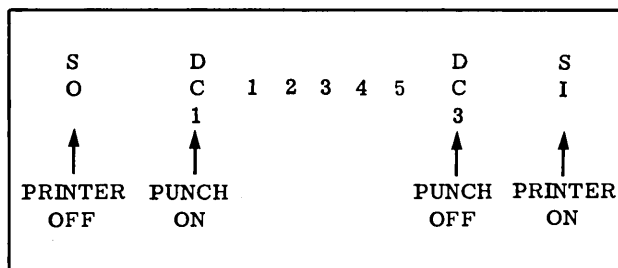 S D D S
O C 1 2 3 4 5 C I
1 3
PRINTER PUNCH PUNCH PRINTER
OFF ON OFF ON